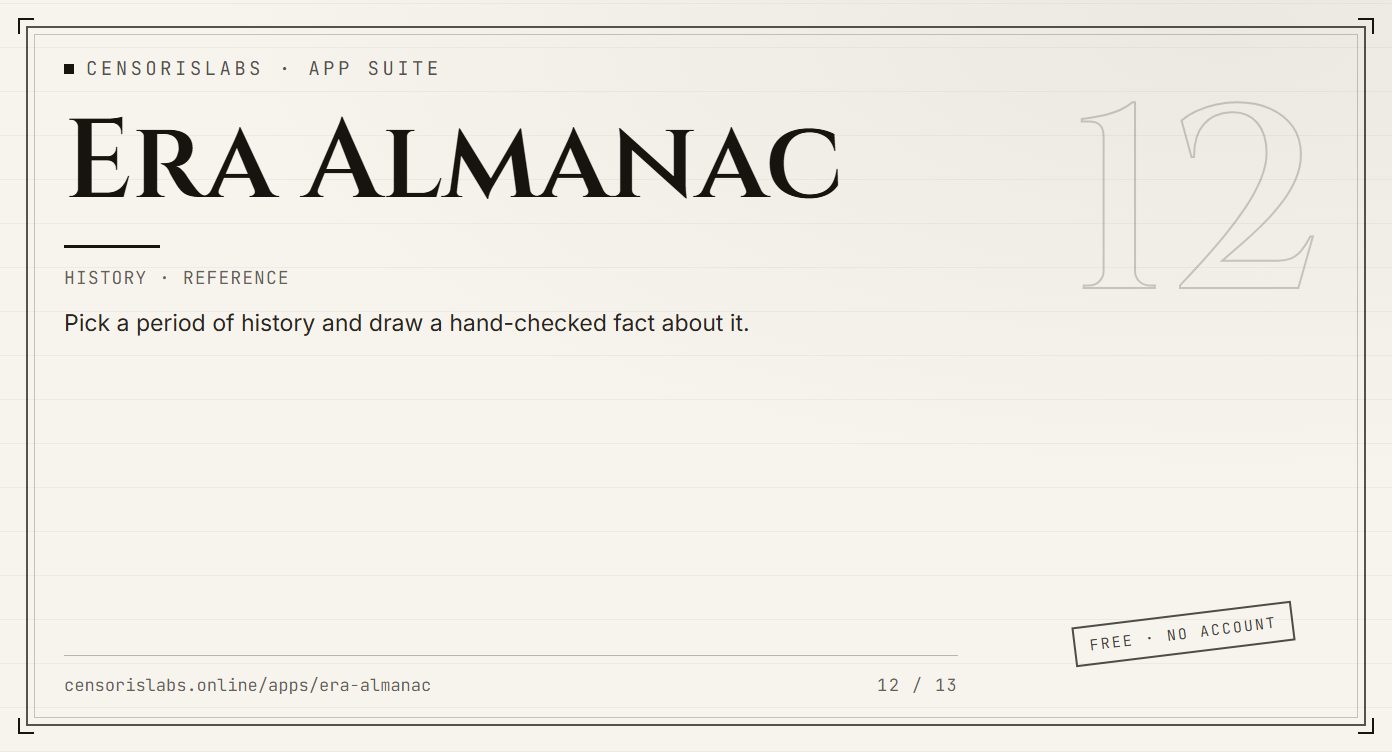 CENSORISLABS · APP SUITE
ERA ALMANAC
12
HISTORY · REFERENCE
Pick a period of history and draw a hand-checked fact about it.
FREE · NO ACCOUNT
censorislabs.online/apps/era-almanac
12 / 13